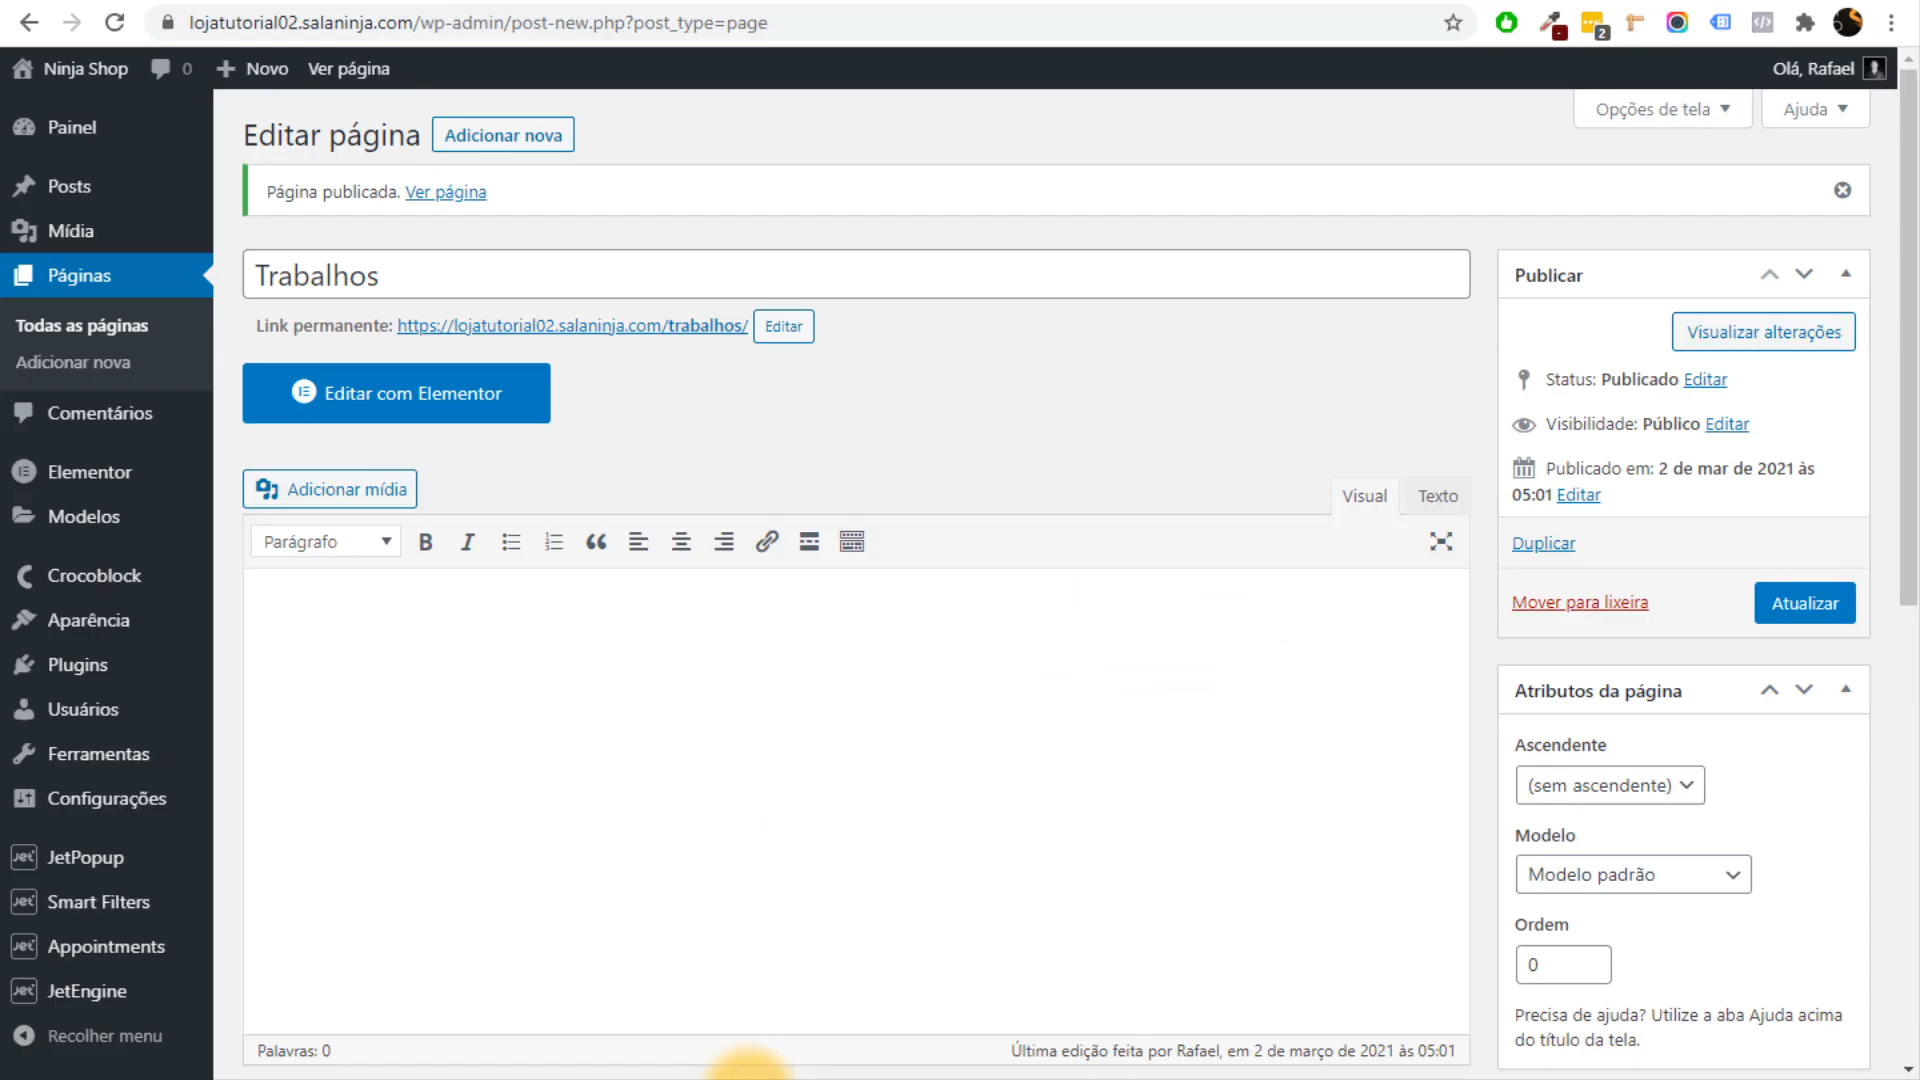 lojatutorial02.salaninja.com/wp-admin/post-new.php?post_type=page
2
Ninja Shop 0 Novo Ver página Olá, Rafael
Painel
Posts
Mídia
Páginas
Todas as páginas
Adicionar nova
Comentários
Elementor
Modelos
Crocoblock
Aparência
Plugins
Usuários
Ferramentas
Configurações
JetPopup
Smart Filters
Appointments
JetEngine
Recolher menu
Opções de tela Ajuda
Editar página Adicionar nova
Página publicada. Ver página
Trabalhos
Link permanente: https://lojatutorial02.salaninja.com/trabalhos/ Editar
Editar com Elementor
Adicionar mídia
Visual Texto
Parágrafo
Palavras: 0
Última edição feita por Rafael, em 2 de março de 2021 às 05:01
Publicar
Visualizar alterações
Status: Publicado Editar
Visibilidade: Público Editar
Publicado em: 2 de mar de 2021 às
05:01 Editar
Duplicar
Mover para lixeira Atualizar
Atributos da página
Ascendente
(sem ascendente)
Modelo
Modelo padrão
Ordem
0
Precisa de ajuda? Utilize a aba Ajuda acima
do título da tela.